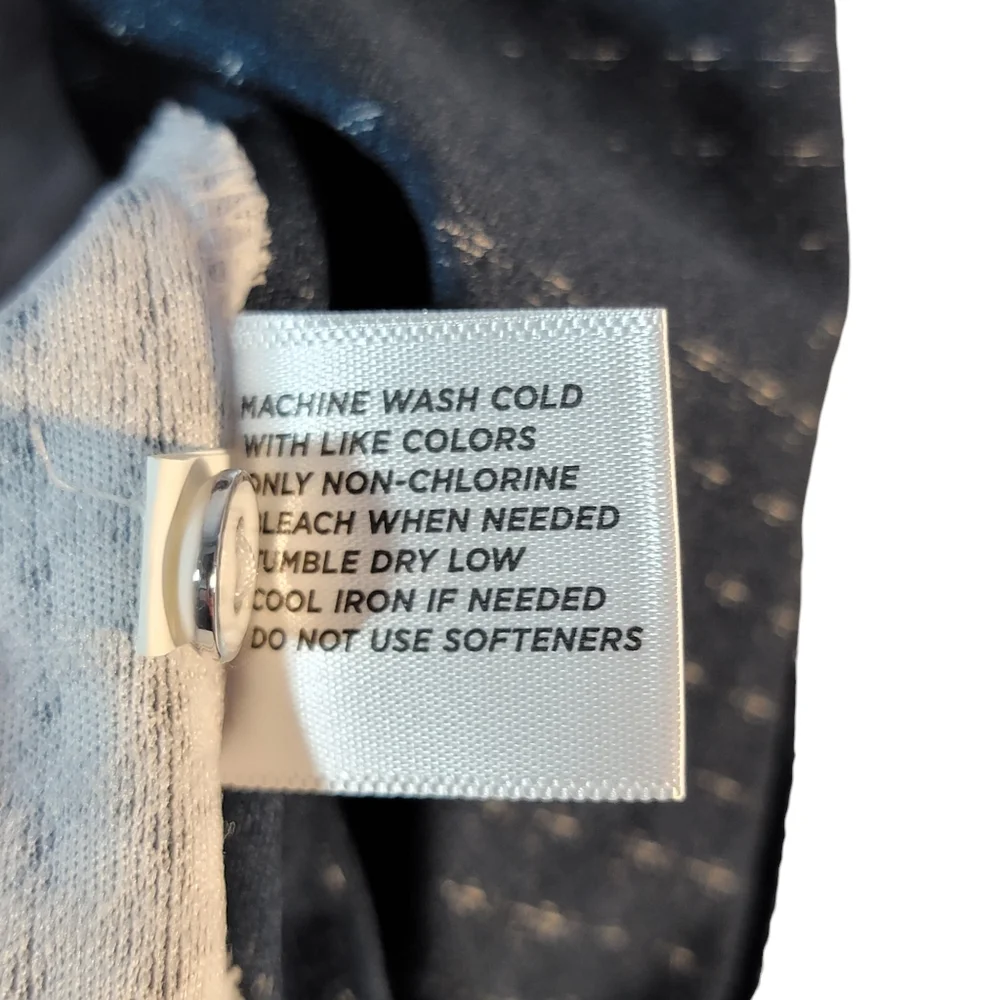 MACHINE WASH COLD
WITH LIKE COLORS
ONLY NON-CHLORINE
BLEACH WHEN NEEDED
TUMBLE DRY LOW
COOL IRON IF NEEDED
DO NOT USE SOFTENERS